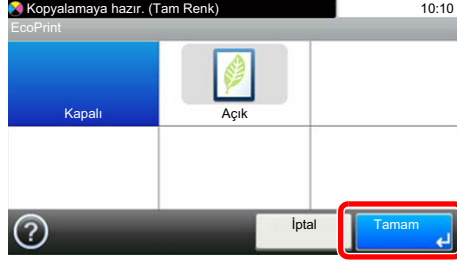 Kopyalamaya hazır. (Tam Renk) 10:10
EcoPrint
Kapalı Açık
? İptal Tamam